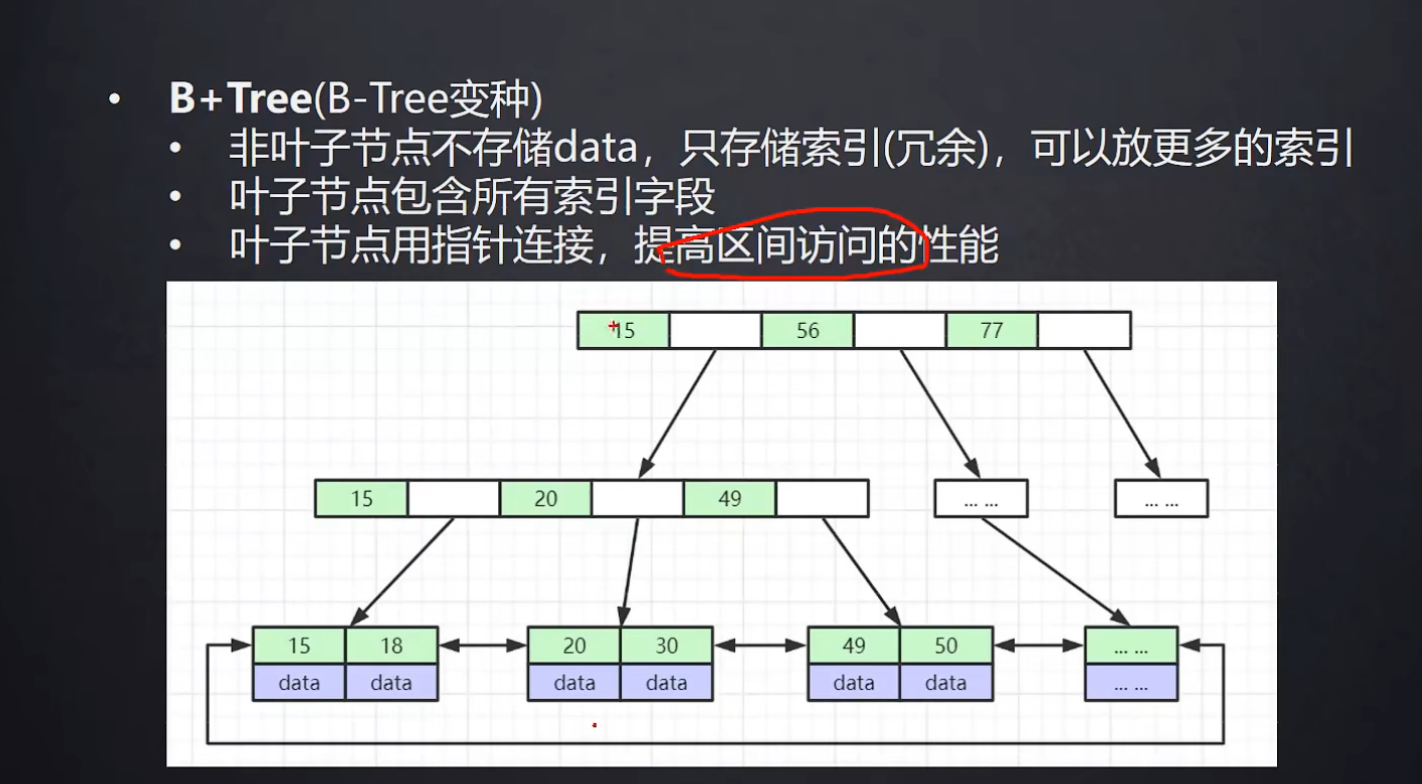 B+Tree(B-Tree变种)
非叶子节点不存储data，只存储索引(冗余)，可以放更多的索引
叶子节点包含所有索引字段
叶子节点用指针连接，提高区间访问的性能
15 56 77
15 20 49 ... ... ... ...
15 18 20 30 49 50 ... ...
data data data data data data ... ...